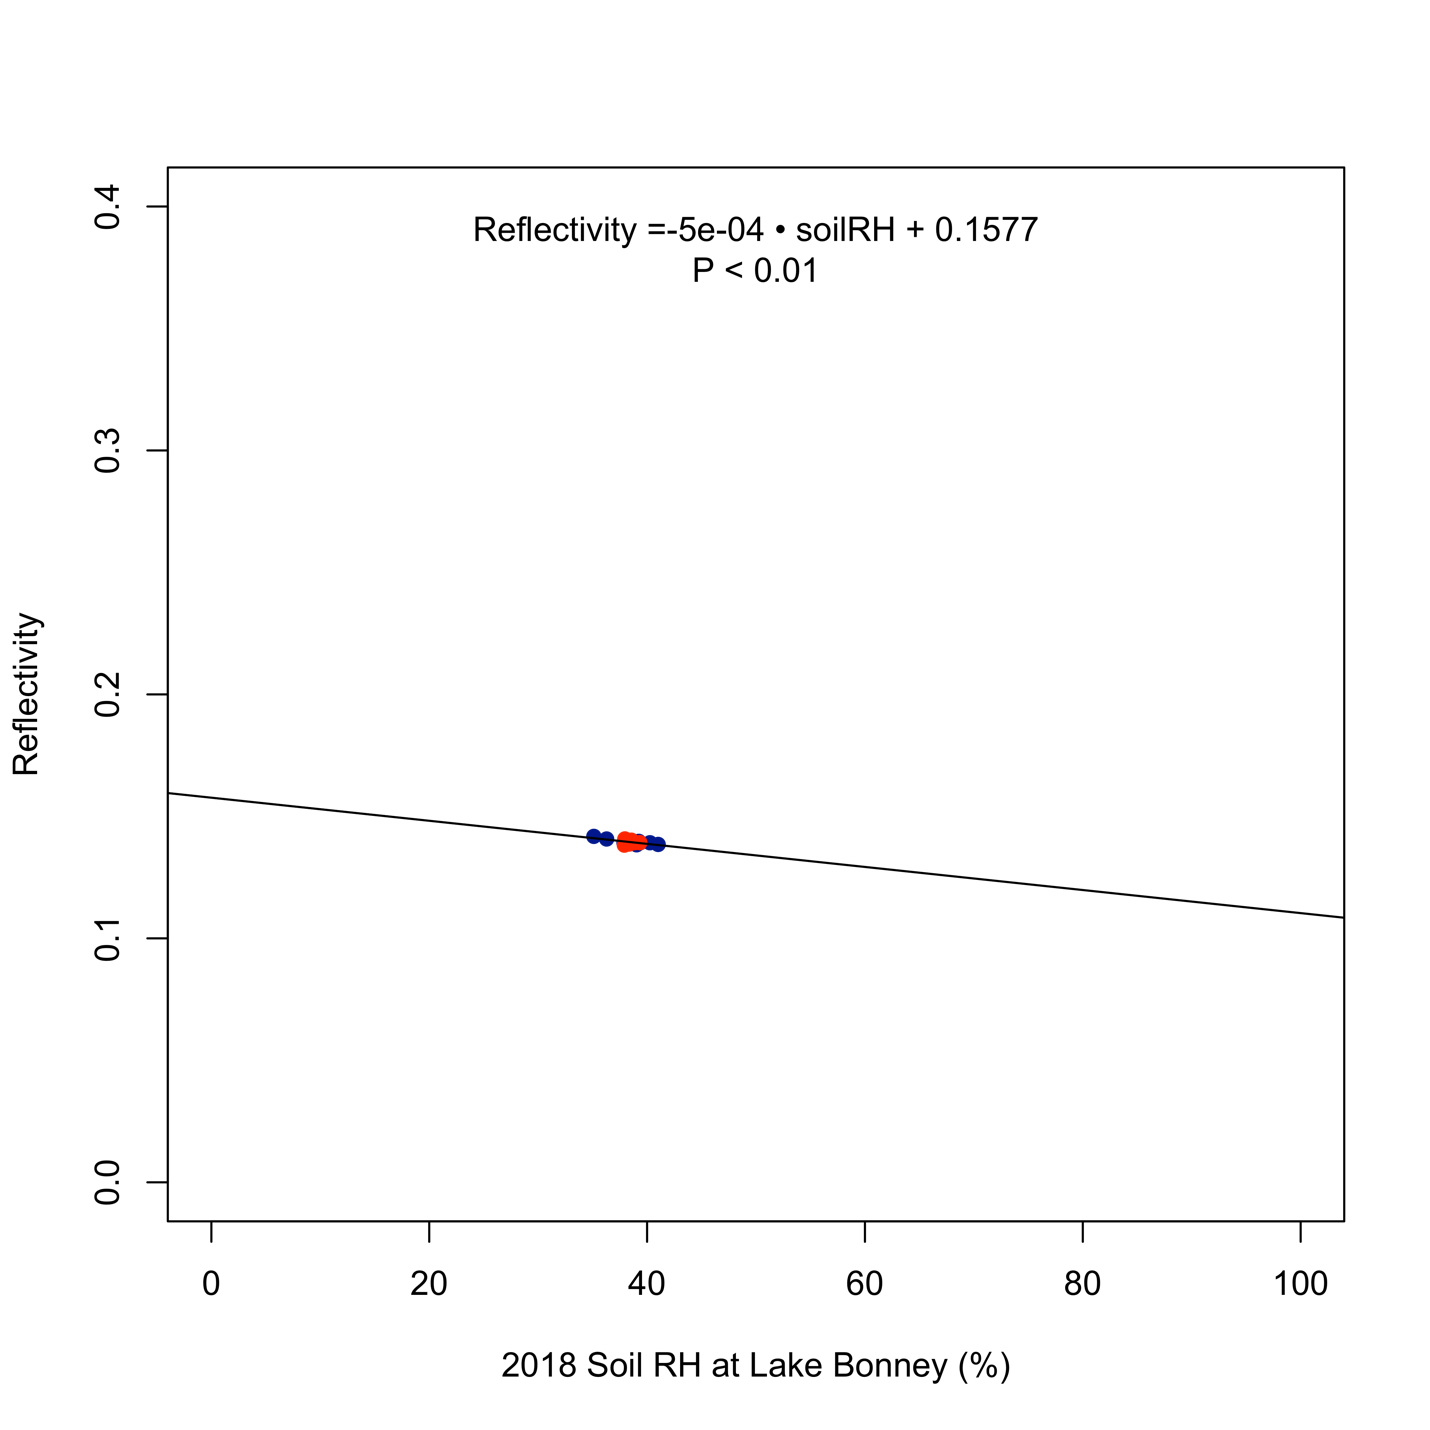 Reflectivity =-5e-04 • soilRH + 0.1577
P < 0.01
Reflectivity
0.4
0.3
0.2
0.1
0.0
0 20 40 60 80 100
2018 Soil RH at Lake Bonney (%)